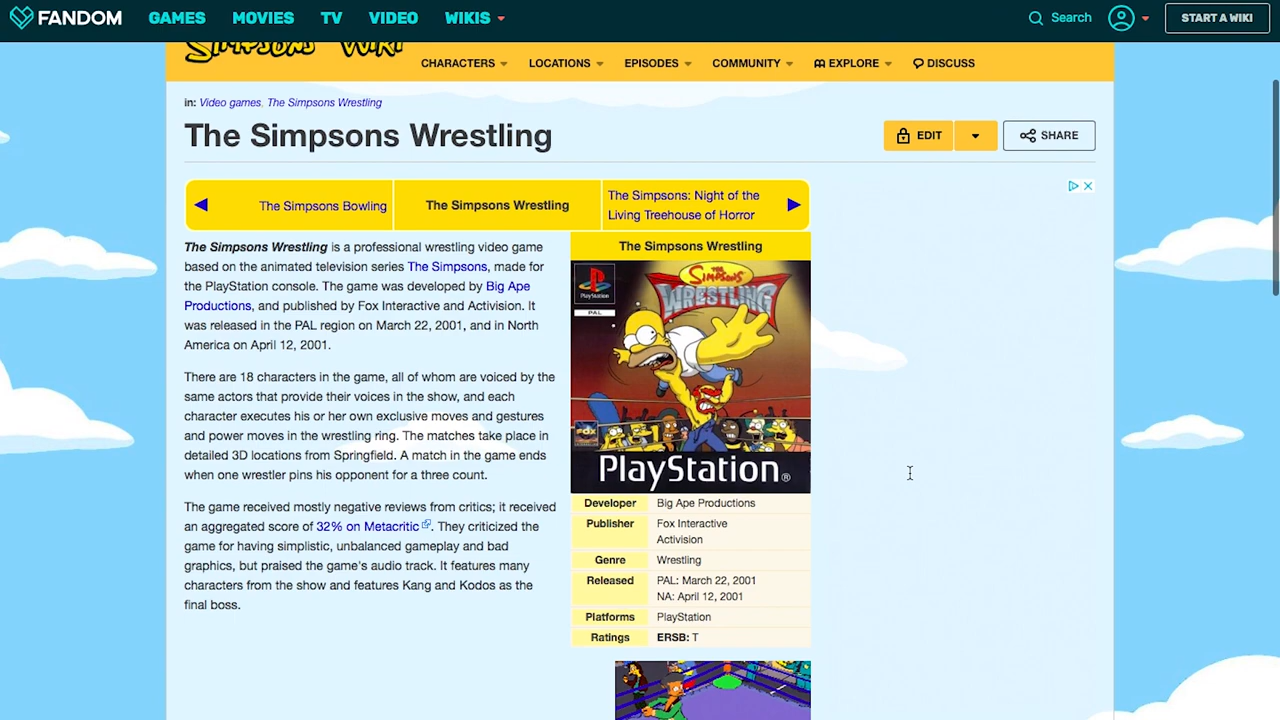 FANDOM GAMES MOVIES TV VIDEO WIKIS Search START A WIKI
Simpsons Wiki CHARACTERS LOCATIONS EPISODES COMMUNITY EXPLORE DISCUSS
in: Video games, The Simpsons Wrestling
The Simpsons Wrestling
EDIT SHARE
The Simpsons Bowling
The Simpsons Wrestling
The Simpsons: Night of the
Living Treehouse of Horror
The Simpsons Wrestling is a professional wrestling video game
based on the animated television series The Simpsons, made for
the PlayStation console. The game was developed by Big Ape
Productions, and published by Fox Interactive and Activision. It
was released in the PAL region on March 22, 2001, and in North
America on April 12, 2001.
There are 18 characters in the game, all of whom are voiced by the
same actors that provide their voices in the show, and each
character executes his or her own exclusive moves and gestures
and power moves in the wrestling ring. The matches take place in
detailed 3D locations from Springfield. A match in the game ends
when one wrestler pins his opponent for a three count.
The game received mostly negative reviews from critics; it received
an aggregated score of 32% on Metacritic. They criticized the
game for having simplistic, unbalanced gameplay and bad
graphics, but praised the game's audio track. It features many
characters from the show and features Kang and Kodos as the
final boss.
The Simpsons Wrestling
PlayStation
PAL
THE
SIMPSONS
WRESTLING
FOX
PlayStation®
Developer Big Ape Productions
Publisher Fox Interactive
Activision
Genre Wrestling
Released PAL: March 22, 2001
NA: April 12, 2001
Platforms PlayStation
Ratings ERSB: T